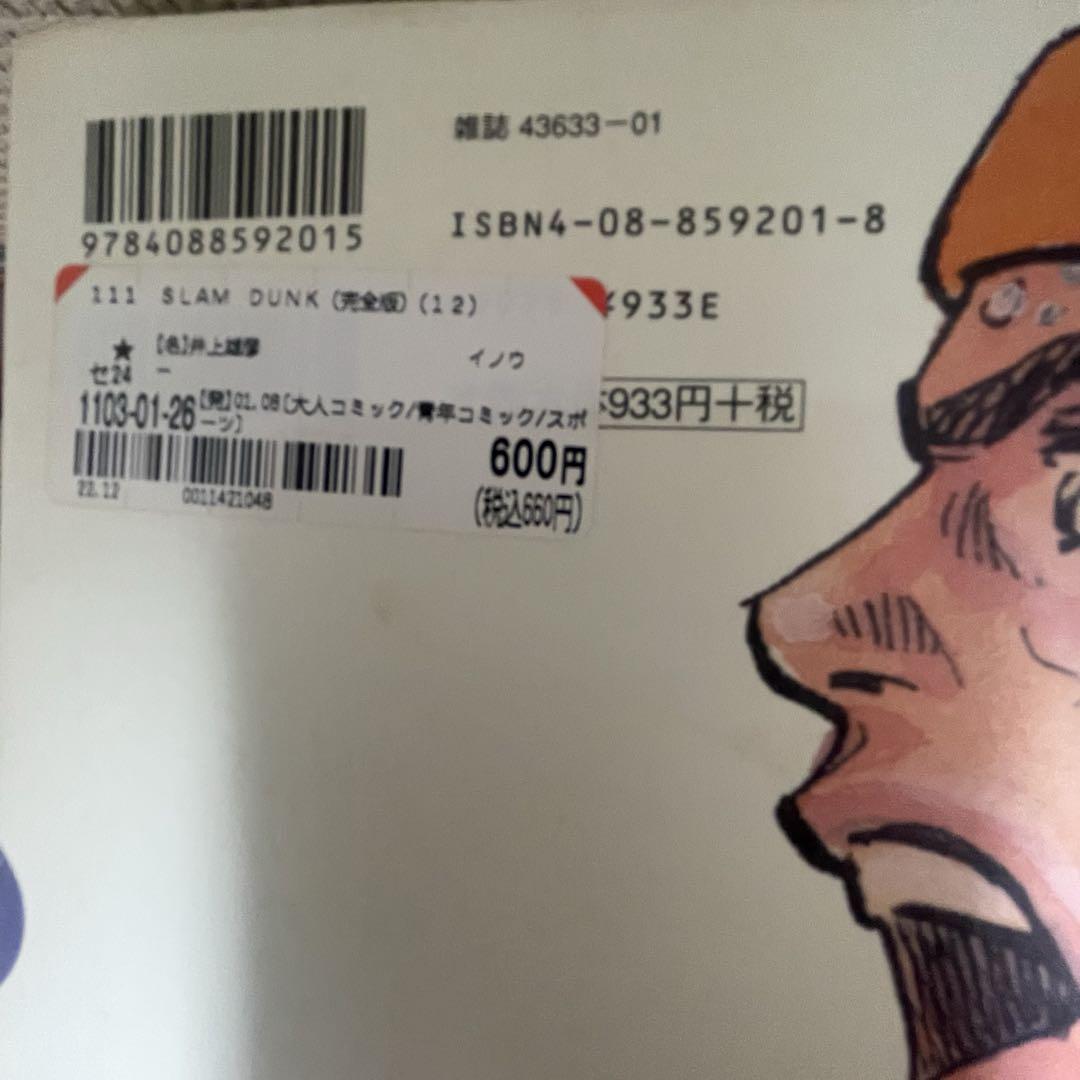 雑誌 43633-01
9784088592015
ISBN4-08-859201-8
¥933E
933円+税
111 SLAM DUNK (完全版) (12)
★ 【名】井上雄彦 イノウ
セ24 ー
1103-01-26 【発】01.08〔大人コミック/青年コミック/スポ
ーツ〕
600円
22.12 0011421048
(税込660円)